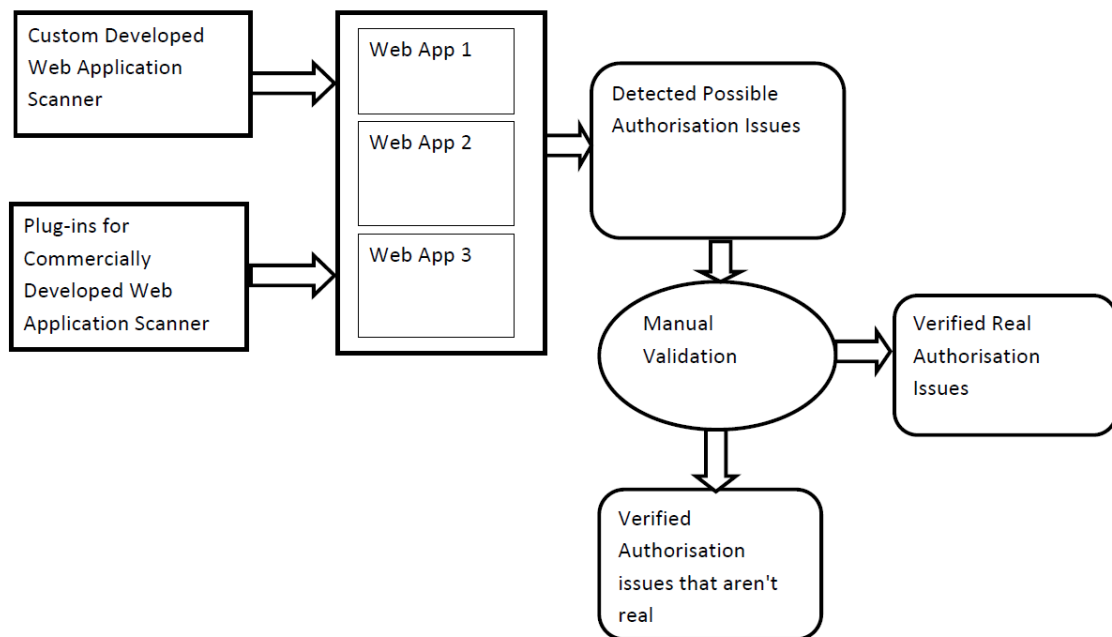 Custom Developed
Web Application
Scanner
Plug-ins for
Commercially
Developed Web
Application Scanner
Web App 1
Web App 2
Web App 3
Detected Possible
Authorisation Issues
Manual
Validation
Verified Real
Authorisation
Issues
Verified
Authorisation
issues that aren't
real